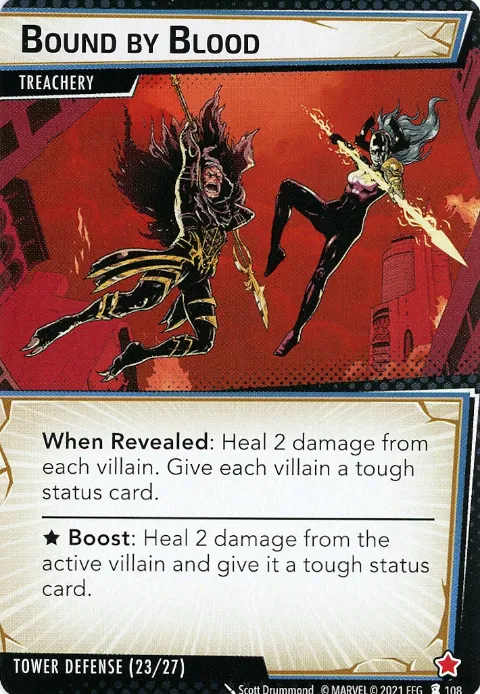 BOUND BY BLOOD
TREACHERY
When Revealed: Heal 2 damage from
each villain. Give each villain a tough
status card.
★ Boost: Heal 2 damage from the
active villain and give it a tough status
card.
TOWER DEFENSE (23/27)
Scott Drummond © MARVEL © 2021 FFG 108